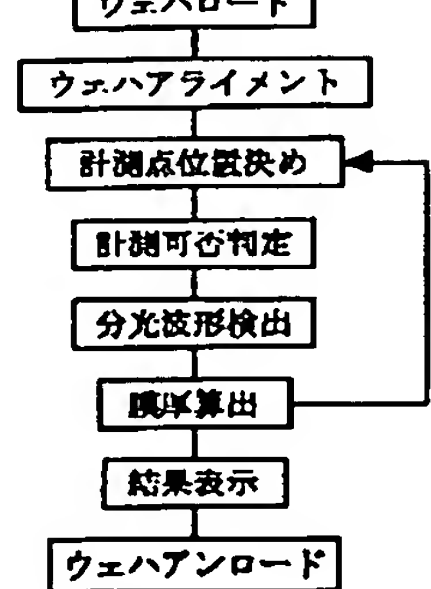 ウェハロード
ウェハアライメント
計測点位置決め
計測可否判定
分光波形検出
膜厚算出
結果表示
ウェハアンロード